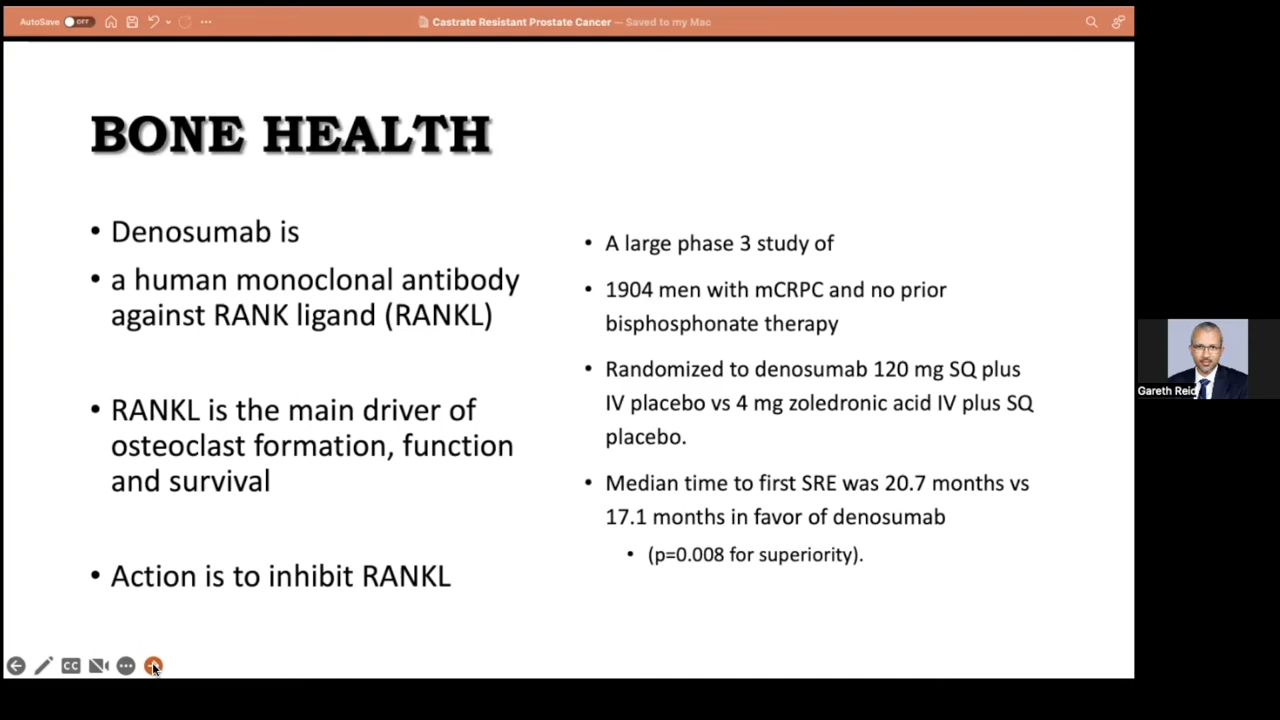 AutoSave OFF
Castrate Resistant Prostate Cancer — Saved to my Mac
BONE HEALTH
• Denosumab is
• a human monoclonal antibody
against RANK ligand (RANKL)
• RANKL is the main driver of
osteoclast formation, function
and survival
• Action is to inhibit RANKL
• A large phase 3 study of
• 1904 men with mCRPC and no prior
bisphosphonate therapy
• Randomized to denosumab 120 mg SQ plus
IV placebo vs 4 mg zoledronic acid IV plus SQ
placebo.
• Median time to first SRE was 20.7 months vs
17.1 months in favor of denosumab
• (p=0.008 for superiority).
CC
Gareth Reid